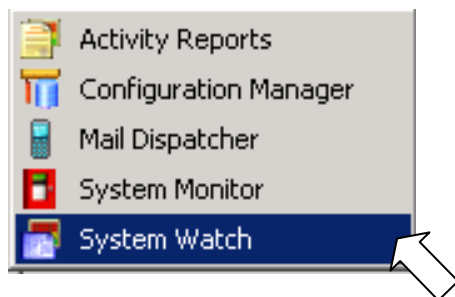 Activity Reports
Configuration Manager
Mail Dispatcher
System Monitor
System Watch